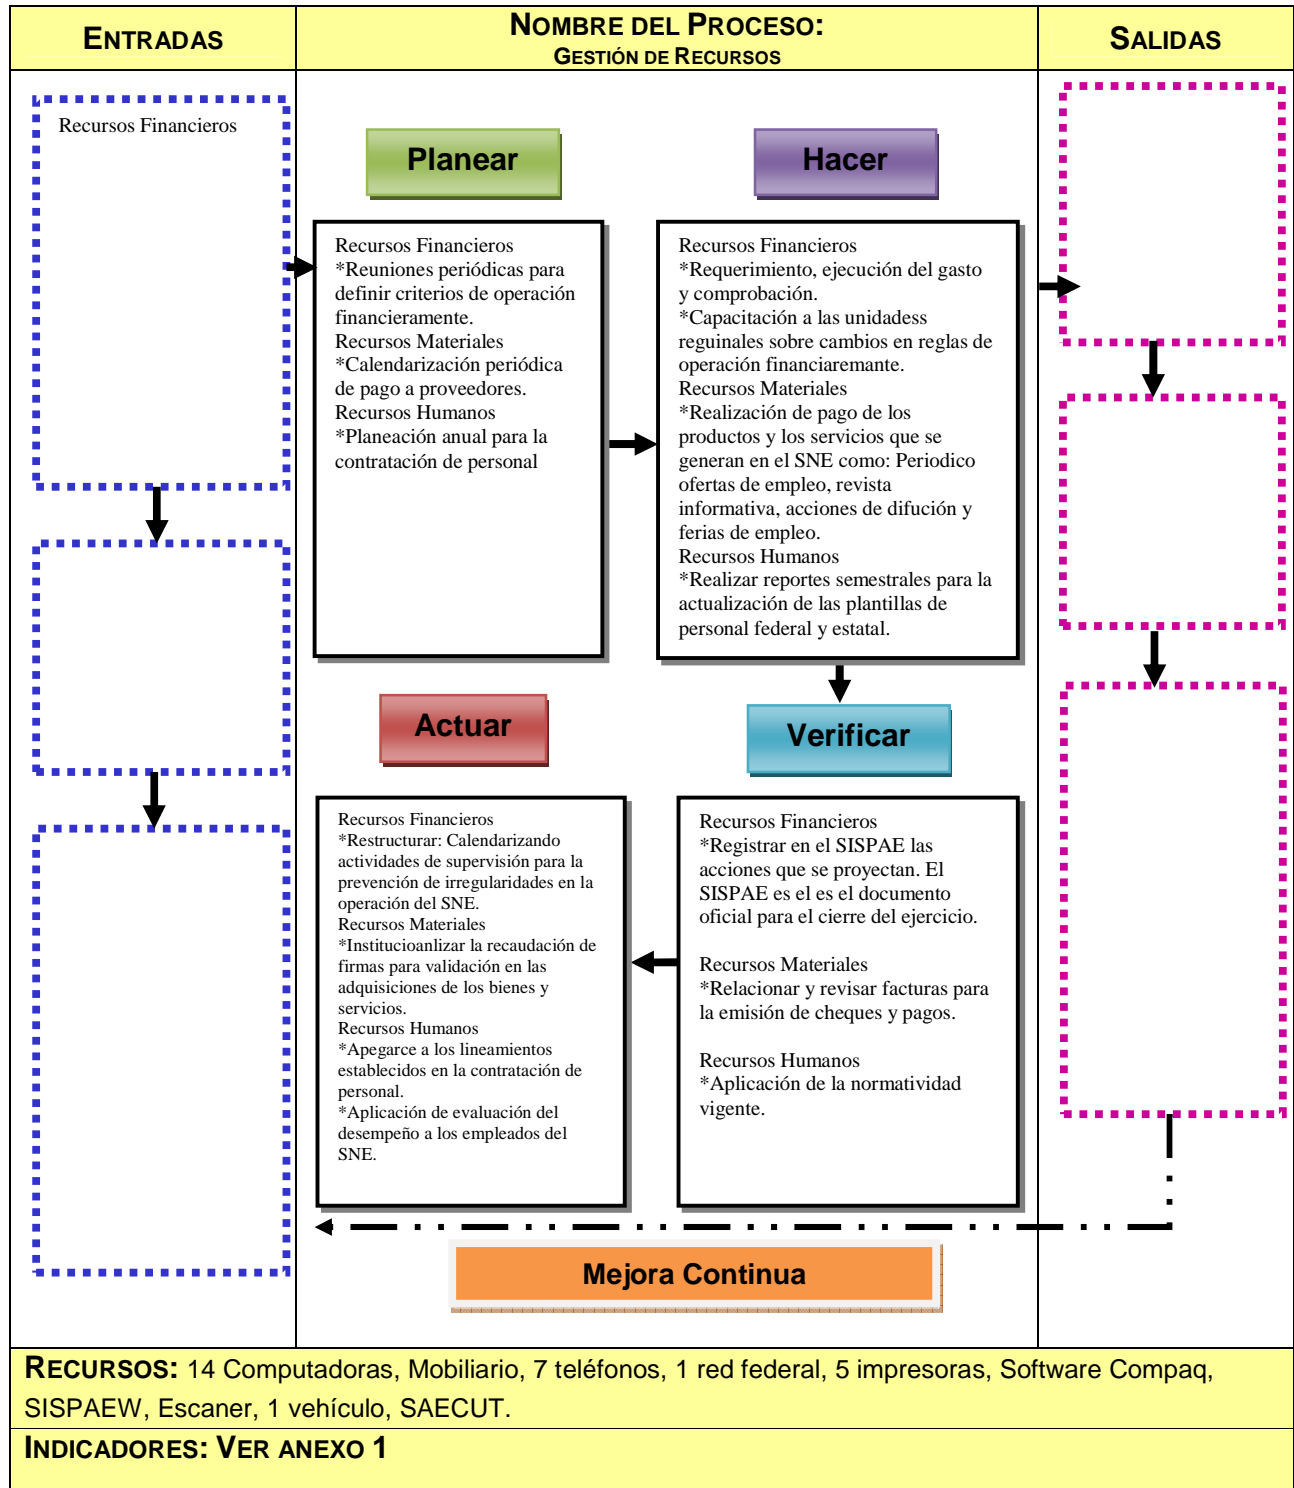 ENTRADAS
NOMBRE DEL PROCESO:
GESTIÓN DE RECURSOS
SALIDAS
Recursos Financieros
Planear
Recursos Financieros
*Reuniones periódicas para
definir criterios de operación
financieramente.
Recursos Materiales
*Calendarización periódica
de pago a proveedores.
Recursos Humanos
*Planeación anual para la
contratación de personal
Hacer
Recursos Financieros
*Requerimiento, ejecución del gasto
y comprobación.
*Capacitación a las unidadess
reguinales sobre cambios en reglas de
operación financiaremante.
Recursos Materiales
*Realización de pago de los
productos y los servicios que se
generan en el SNE como: Periodico
ofertas de empleo, revista
informativa, acciones de difución y
ferias de empleo.
Recursos Humanos
*Realizar reportes semestrales para la
actualización de las plantillas de
personal federal y estatal.
Actuar
Recursos Financieros
*Restructurar: Calendarizando
actividades de supervisión para la
prevención de irregularidades en la
operación del SNE.
Recursos Materiales
*Institucioanlizar la recaudación de
firmas para validación en las
adquisiciones de los bienes y
servicios.
Recursos Humanos
*Apegarce a los lineamientos
establecidos en la contratación de
personal.
*Aplicación de evaluación del
desempeño a los empleados del
SNE.
Verificar
Recursos Financieros
*Registrar en el SISPAE las
acciones que se proyectan. El
SISPAE es el es el documento
oficial para el cierre del ejercicio.
Recursos Materiales
*Relacionar y revisar facturas para
la emisión de cheques y pagos.
Recursos Humanos
*Aplicación de la normatividad
vigente.
Mejora Continua
RECURSOS: 14 Computadoras, Mobiliario, 7 teléfonos, 1 red federal, 5 impresoras, Software Compaq,
SISPAEW, Escaner, 1 vehículo, SAECUT.
INDICADORES: VER ANEXO 1